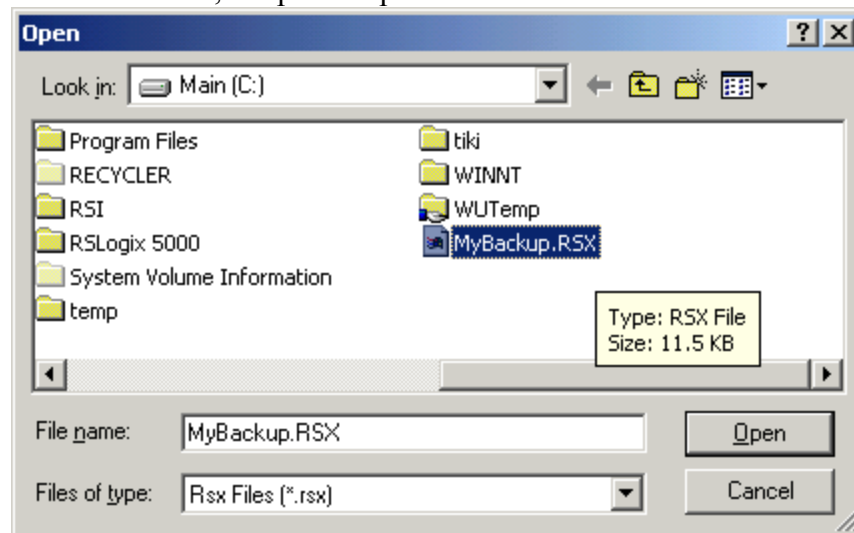 Open
Look in: Main (C:)
Program Files
RECYCLER
RSI
RSLogix 5000
System Volume Information
temp
tiki
WINNT
WUTemp
MyBackup.RSX
Type: RSX File
Size: 11.5 KB
File name: MyBackup.RSX
Open
Files of type: Rsx Files (*.rsx)
Cancel